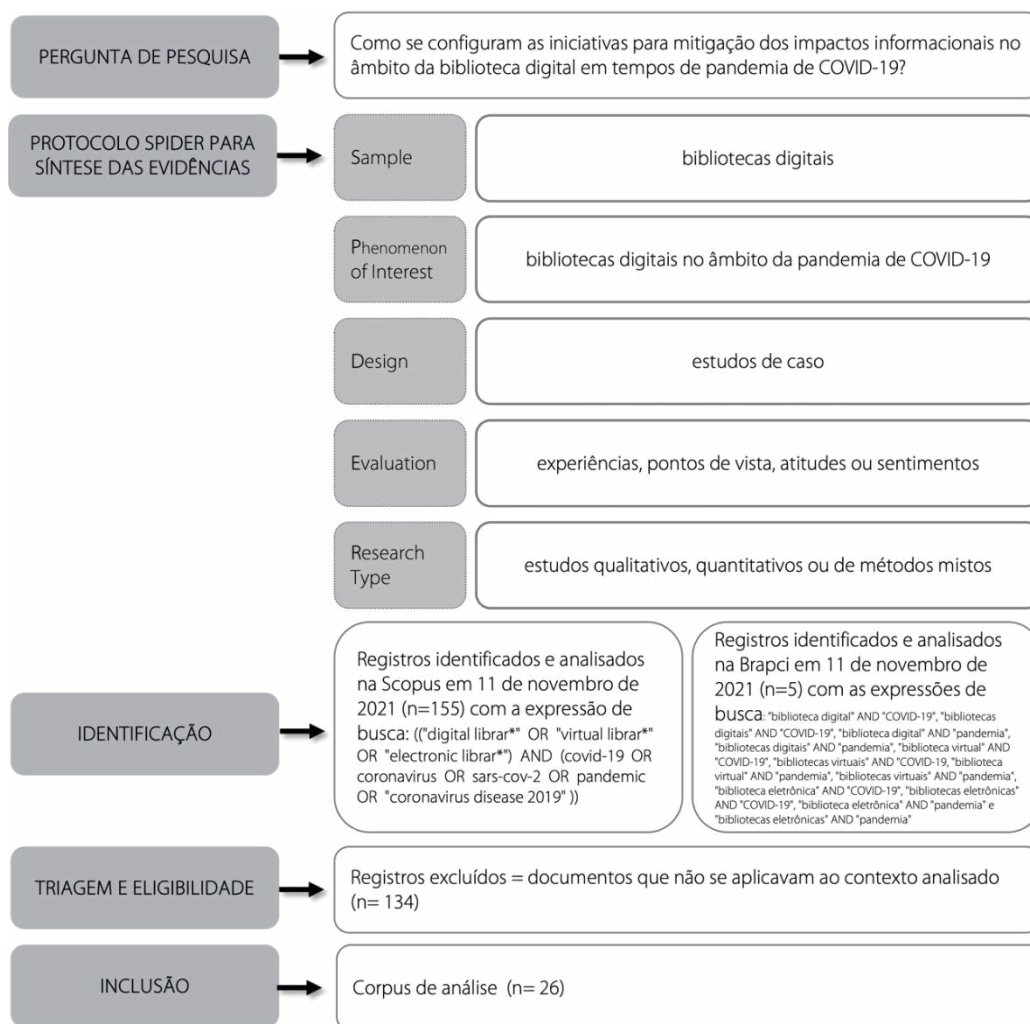 PERGUNTA DE PESQUISA
Como se configuram as iniciativas para mitigação dos impactos informacionais no
âmbito da biblioteca digital em tempos de pandemia de COVID-19?
PROTOCOLO SPIDER PARA
SÍNTESE DAS EVIDÊNCIAS
Sample
bibliotecas digitais
Phenomenon
of Interest
bibliotecas digitais no âmbito da pandemia de COVID-19
Design
estudos de caso
Evaluation
experiências, pontos de vista, atitudes ou sentimentos
Research
Type
estudos qualitativos, quantitativos ou de métodos mistos
IDENTIFICAÇÃO
Registros identificados e analisados
na Scopus em 11 de novembro de
2021 (n=155) com a expressão de
busca: (("digital librar*" OR "virtual librar*"
OR "electronic librar*") AND (covid-19 OR
coronavirus OR sars-cov-2 OR pandemic
OR "coronavirus disease 2019" ))
Registros identificados e analisados
na Brapci em 11 de novembro de
2021 (n=5) com as expressões de
busca: "biblioteca digital" AND "COVID-19", "bibliotecas
digitais" AND "COVID-19", "biblioteca digital" AND "pandemia",
"bibliotecas digitais" AND "pandemia", "biblioteca virtual" AND
"COVID-19", "bibliotecas virtuais" AND "COVID-19, "biblioteca
virtual" AND "pandemia", "bibliotecas virtuais" AND "pandemia",
"biblioteca eletrônica" AND "COVID-19", "bibliotecas eletrônicas"
AND "COVID-19", "biblioteca eletrônica" AND "pandemia" e
"bibliotecas eletrônicas" AND "pandemia"
TRIAGEM E ELIGIBILIDADE
Registros excluídos = documentos que não se aplicavam ao contexto analisado
(n= 134)
INCLUSÃO
Corpus de análise (n= 26)